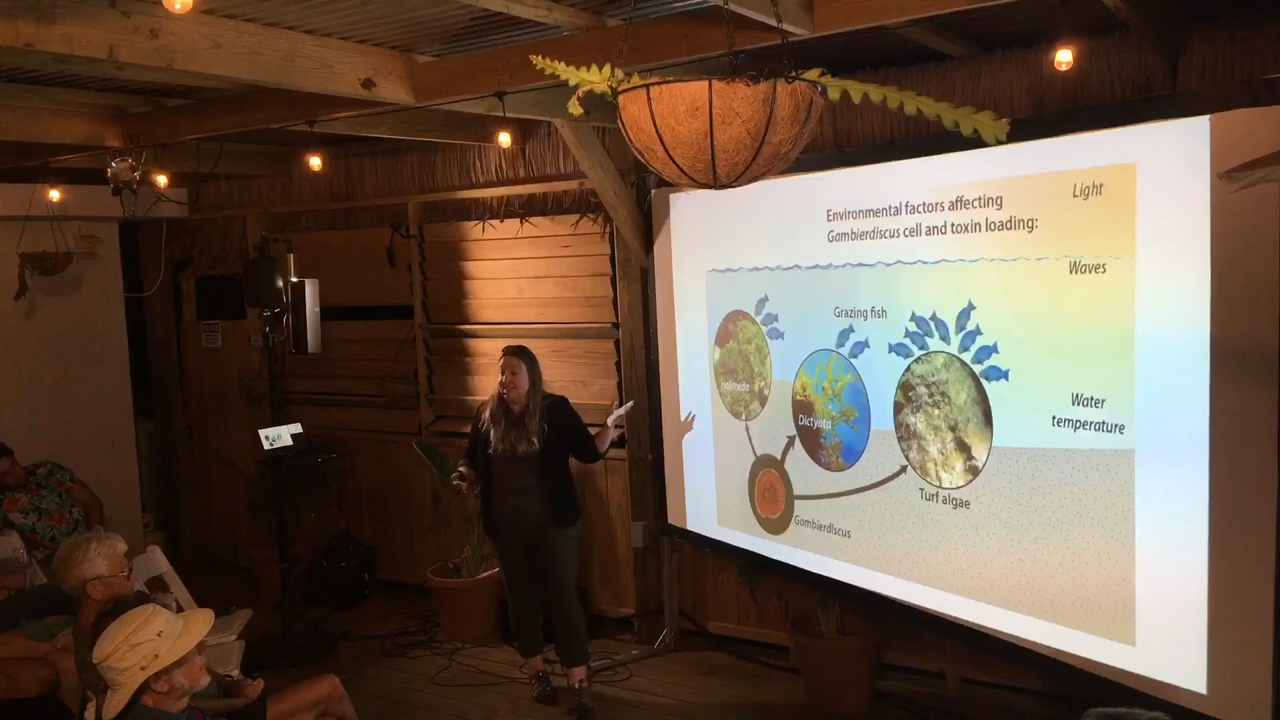 Light
Environmental factors affecting
Gambierdiscus cell and toxin loading:
Waves
Grazing fish
Halimeda
Dictyota
Water
temperature
Turf algae
Gambierdiscus